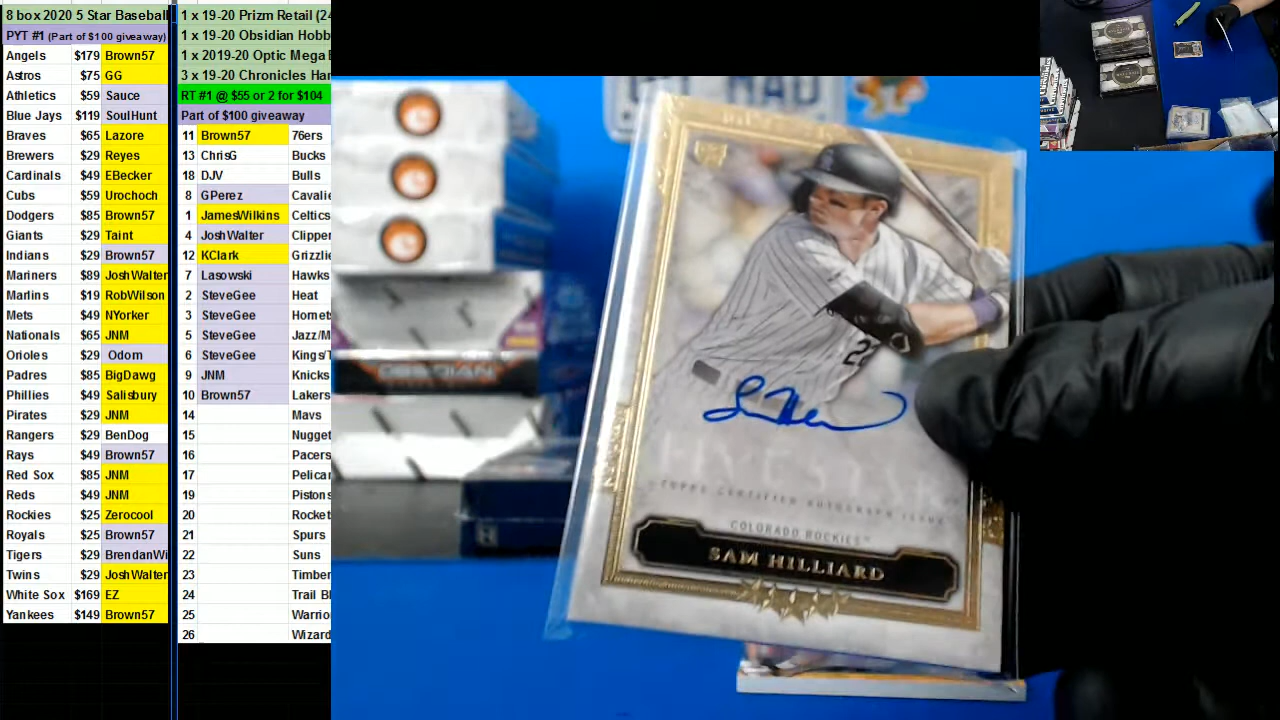 8 box 2020 5 Star Baseball
PYT #1 (Part of $100 giveaway)
Angels $179 Brown57
Astros $75 GG
Athletics $59 Sauce
Blue Jays $119 SoulHunt
Braves $65 Lazore
Brewers $29 Reyes
Cardinals $49 EBecker
Cubs $59 Urochoch
Dodgers $85 Brown57
Giants $29 Taint
Indians $29 Brown57
Mariners $89 JoshWalter
Marlins $19 RobWilson
Mets $49 NYorker
Nationals $65 JNM
Orioles $29 Odom
Padres $85 BigDawg
Phillies $49 Salisbury
Pirates $29 JNM
Rangers $29 BenDog
Rays $49 Brown57
Red Sox $85 JNM
Reds $49 JNM
Rockies $25 Zerocool
Royals $25 Brown57
Tigers $29 BrendanWi
Twins $29 JoshWalter
White Sox $169 EZ
Yankees $149 Brown57
1 x 19-20 Prizm Retail (24
1 x 19-20 Obsidian Hobb
1 x 2019-20 Optic Mega
3 x 19-20 Chronicles Han
RT #1 @ $55 or 2 for $104
Part of $100 giveaway
11 Brown57 76ers
13 ChrisG Bucks
18 DJV Bulls
8 GPerez Cavalie
1 JamesWilkins Celtics
4 JoshWalter Clipper
12 KClark Grizzlie
7 Lasowski Hawks
2 SteveGee Heat
3 SteveGee Hornet
5 SteveGee Jazz/M
6 SteveGee Kings/T
9 JNM Knicks
10 Brown57 Lakers
14 Mavs
15 Nugget
16 Pacers
17 Pelicar
19 Pistons
20 Rocket
21 Spurs
22 Suns
23 Timber
24 Trail Bl
25 Warrio
26 Wizard
OBSIDIAN
FIVE STAR
TOPPS CERTIFIED AUTOGRAPH ISSUE
COLORADO ROCKIES™
SAM HILLIARD